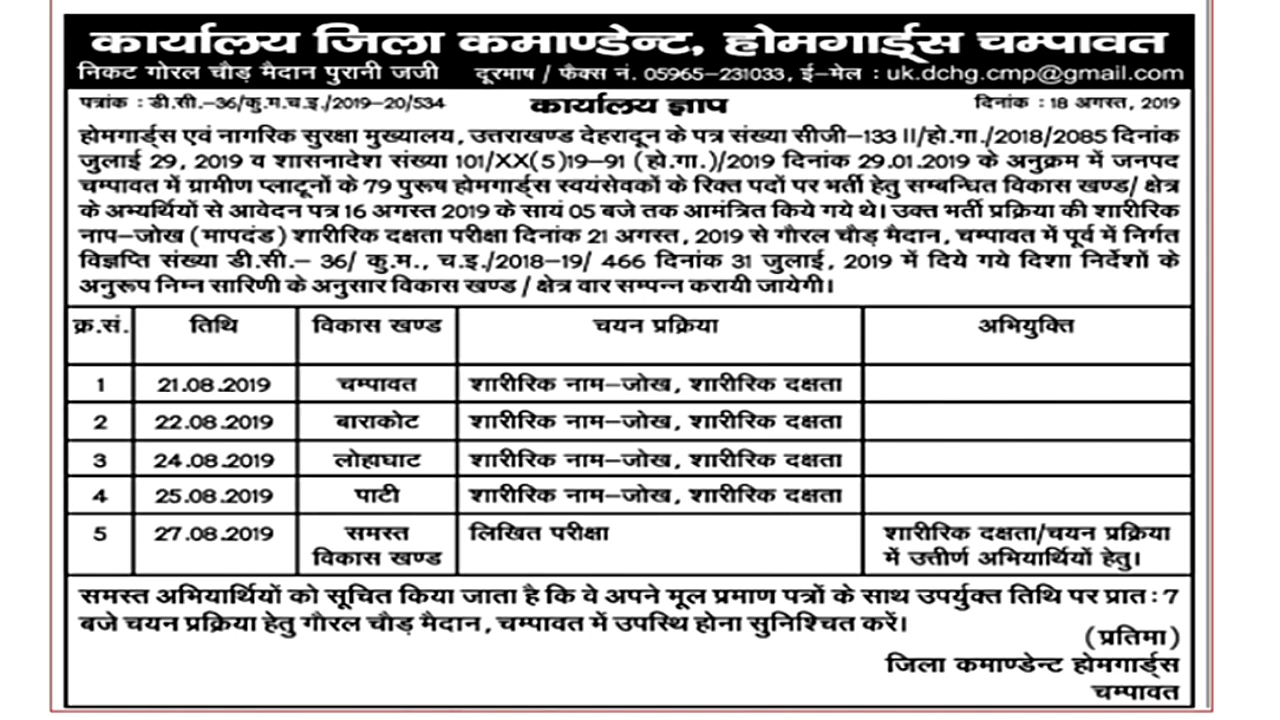 कार्यालय जिला कमाण्डेन्ट, होमगार्ड्स चम्पावत
निकट गोरल चौड़ मैदान पुरानी जजी दूरभाष / फैक्स नं. 05965-231033, ई-मेल : uk.dchg.cmp@gmail.com
पत्रांक : डी.सी.-36/कु.म.च.इ./2019-20/534 कार्यालय ज्ञाप दिनांक : 18 अगस्त, 2019
होमगार्ड्स एवं नागरिक सुरक्षा मुख्यालय, उत्तराखण्ड देहरादून के पत्र संख्या सीजी-133 II/हो.गा./2018/2085 दिनांक
जुलाई 29, 2019 व शासनादेश संख्या 101/XX(5)19-91 (हो.गा.)/2019 दिनांक 29.01.2019 के अनुक्रम में जनपद
चम्पावत में ग्रामीण प्लाटूनों के 79 पुरूष होमगार्ड्स स्वयंसेवकों के रिक्त पदों पर भर्ती हेतु सम्बन्धित विकास खण्ड/ क्षेत्र
के अभ्यर्थियों से आवेदन पत्र 16 अगस्त 2019 के सायं 05 बजे तक आमंत्रित किये गये थे। उक्त भर्ती प्रक्रिया की शारीरिक
नाप-जोख (मापदंड) शारीरिक दक्षता परीक्षा दिनांक 21 अगस्त, 2019 से गौरल चौड़ मैदान, चम्पावत में पूर्व में निर्गत
विज्ञप्ति संख्या डी.सी.- 36/ कु.म., च.इ./2018-19/ 466 दिनांक 31 जुलाई, 2019 में दिये गये दिशा निर्देशों के
अनुरूप निम्न सारिणी के अनुसार विकास खण्ड / क्षेत्र वार सम्पन्न करायी जायेगी।
क्र.सं. तिथि विकास खण्ड चयन प्रक्रिया अभियुक्ति
1 21.08.2019 चम्पावत शारीरिक नाम-जोख, शारीरिक दक्षता
2 22.08.2019 बाराकोट शारीरिक नाम-जोख, शारीरिक दक्षता
3 24.08.2019 लोहाघाट शारीरिक नाम-जोख, शारीरिक दक्षता
4 25.08.2019 पाटी शारीरिक नाम-जोख, शारीरिक दक्षता
5 27.08.2019 समस्त लिखित परीक्षा शारीरिक दक्षता/चयन प्रक्रिया
विकास खण्ड में उत्तीर्ण अभियार्थियों हेतु।
समस्त अभियार्थियों को सूचित किया जाता है कि वे अपने मूल प्रमाण पत्रों के साथ उपर्युक्त तिथि पर प्रात : 7
बजे चयन प्रक्रिया हेतु गौरल चौड़ मैदान, चम्पावत में उपस्थि होना सुनिश्चित करें।
(प्रतिमा)
जिला कमाण्डेन्ट होमगार्ड्स
चम्पावत